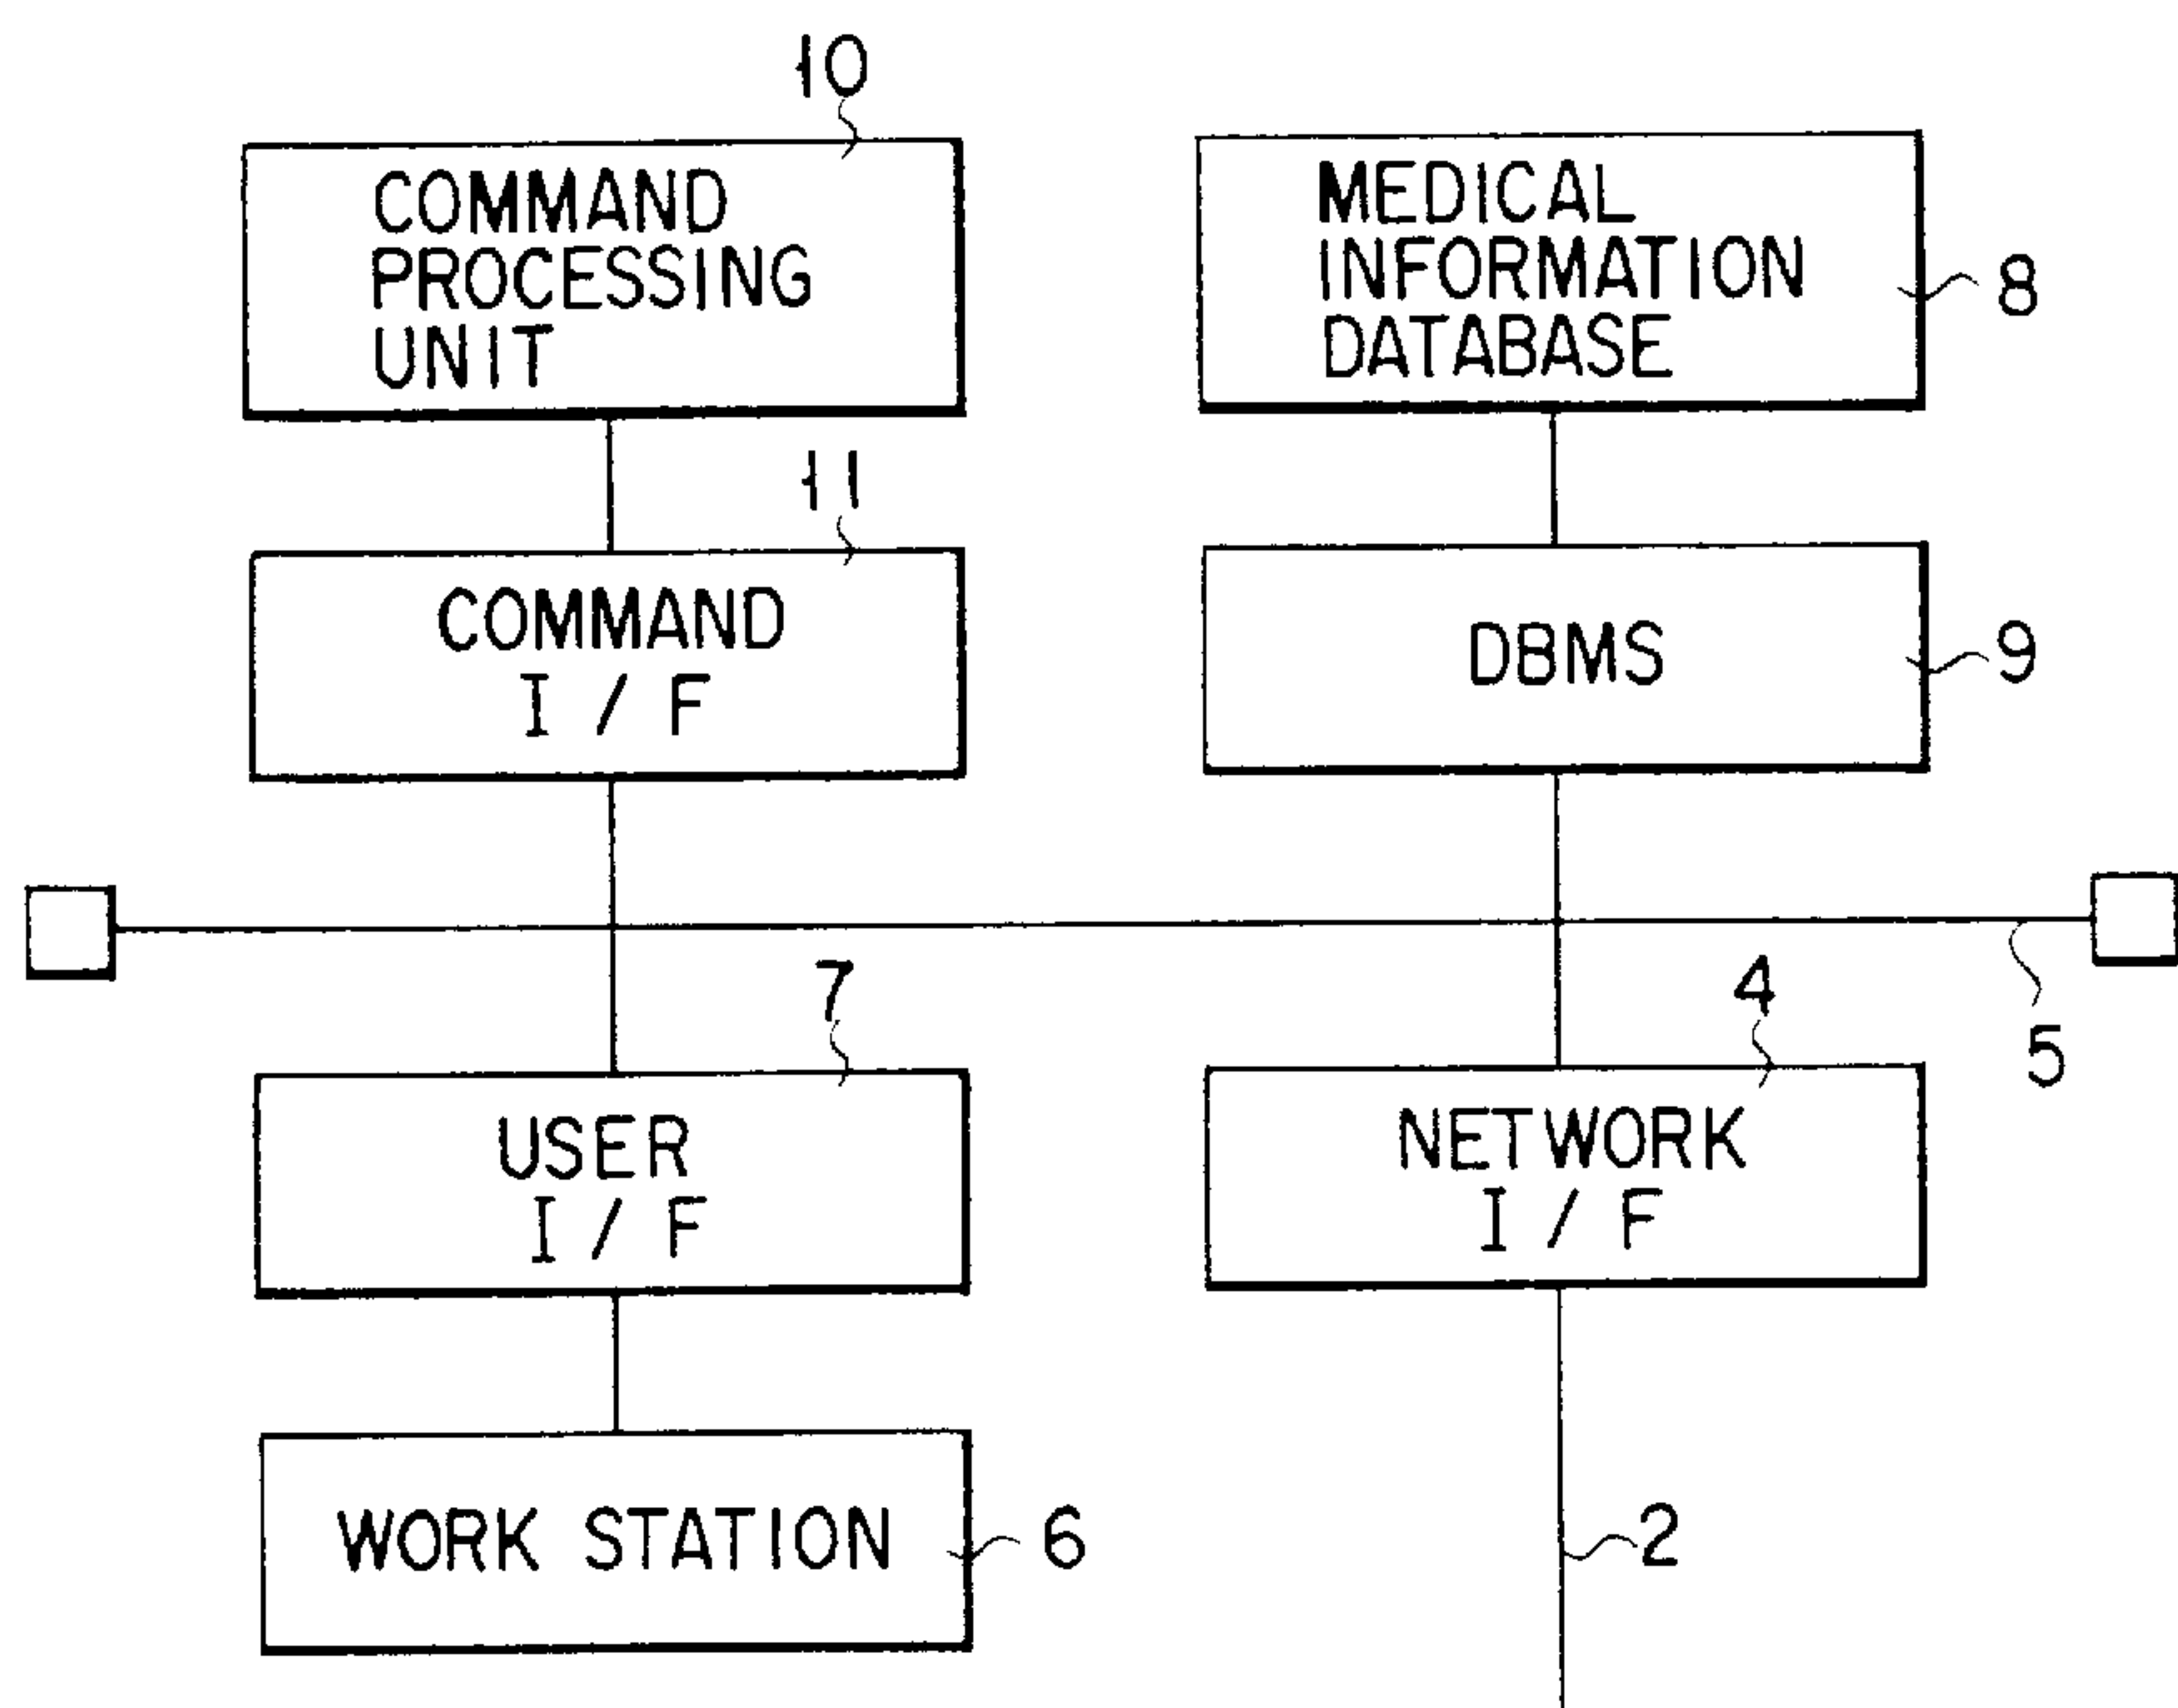 10
COMMAND
PROCESSING
UNIT
MEDICAL
INFORMATION
DATABASE
8
11
COMMAND
I / F
DBMS
9
7
4
5
USER
I / F
NETWORK
I / F
WORK STATION
6
2